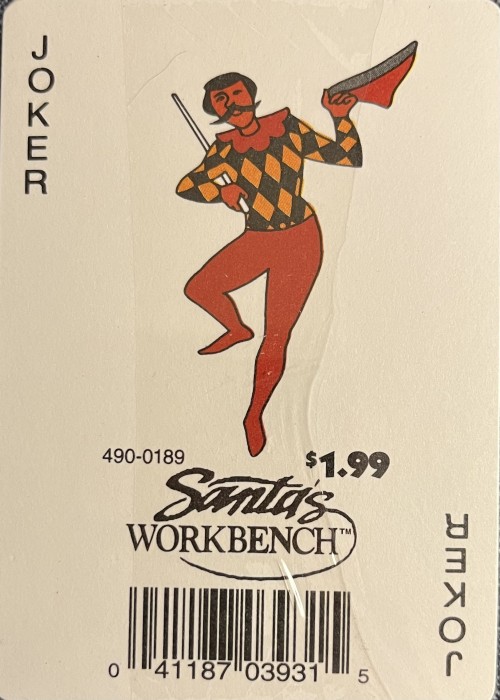 JOKER
490-0189
$1.99
Santa's
WORKBENCH™
0 41187 03931 5
JOKER